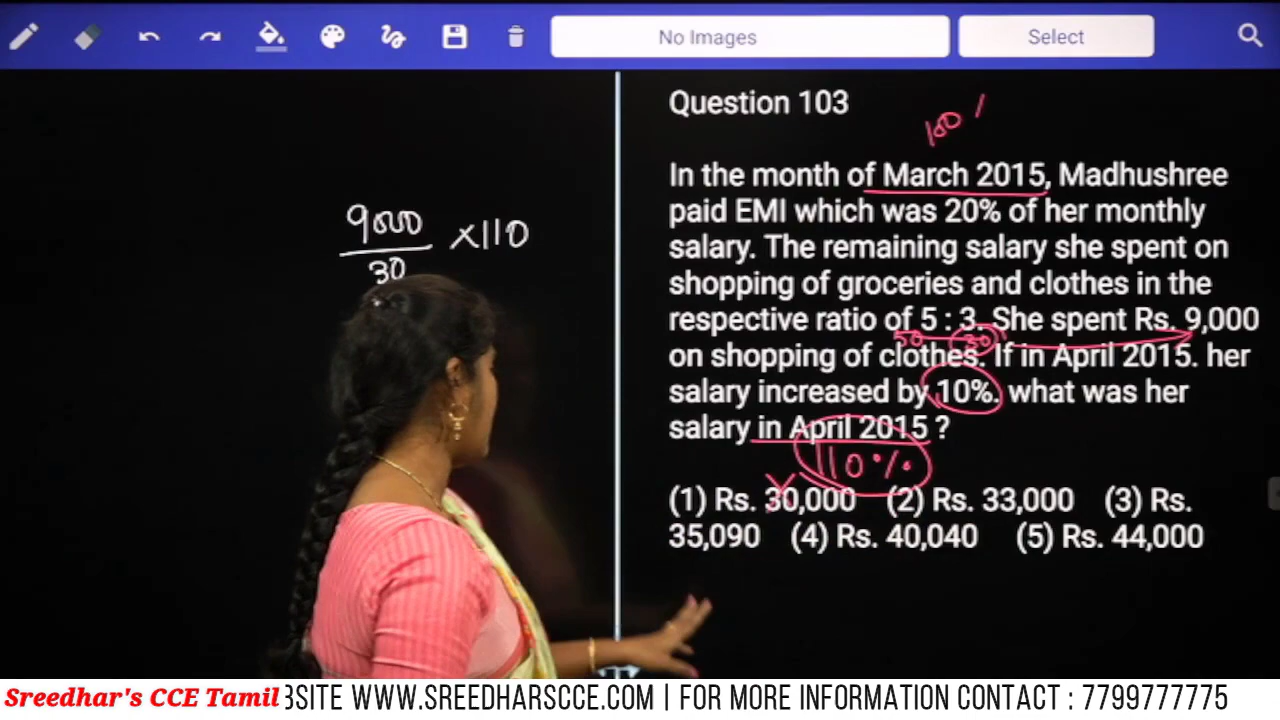 No Images
Select
Question 103
100 %
In the month of March 2015, Madhushree
paid EMI which was 20% of her monthly
salary. The remaining salary she spent on
shopping of groceries and clothes in the
respective ratio of 5 : 3. She spent Rs. 9,000
50 30
on shopping of clothes. If in April 2015. her
salary increased by 10%. what was her
salary in April 2015 ?
110%
(1) Rs. 30,000 (2) Rs. 33,000 (3) Rs.
35,090 (4) Rs. 40,040 (5) Rs. 44,000
9000
30
×110
Sreedhar's CCE Tamil
BSITE WWW.SREEDHARSCCE.COM | FOR MORE INFORMATION CONTACT : 7799777775